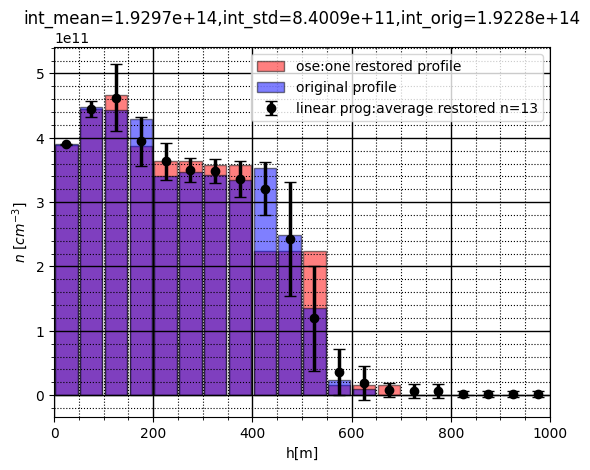 int_mean=1.9297e+14,int_std=8.4009e+11,int_orig=1.9228e+14
1e11
ose:one restored profile
original profile
linear prog:average restored n=13
5
4
3
2
1
0
n [cm⁻³]
0 200 400 600 800 1000
h[m]